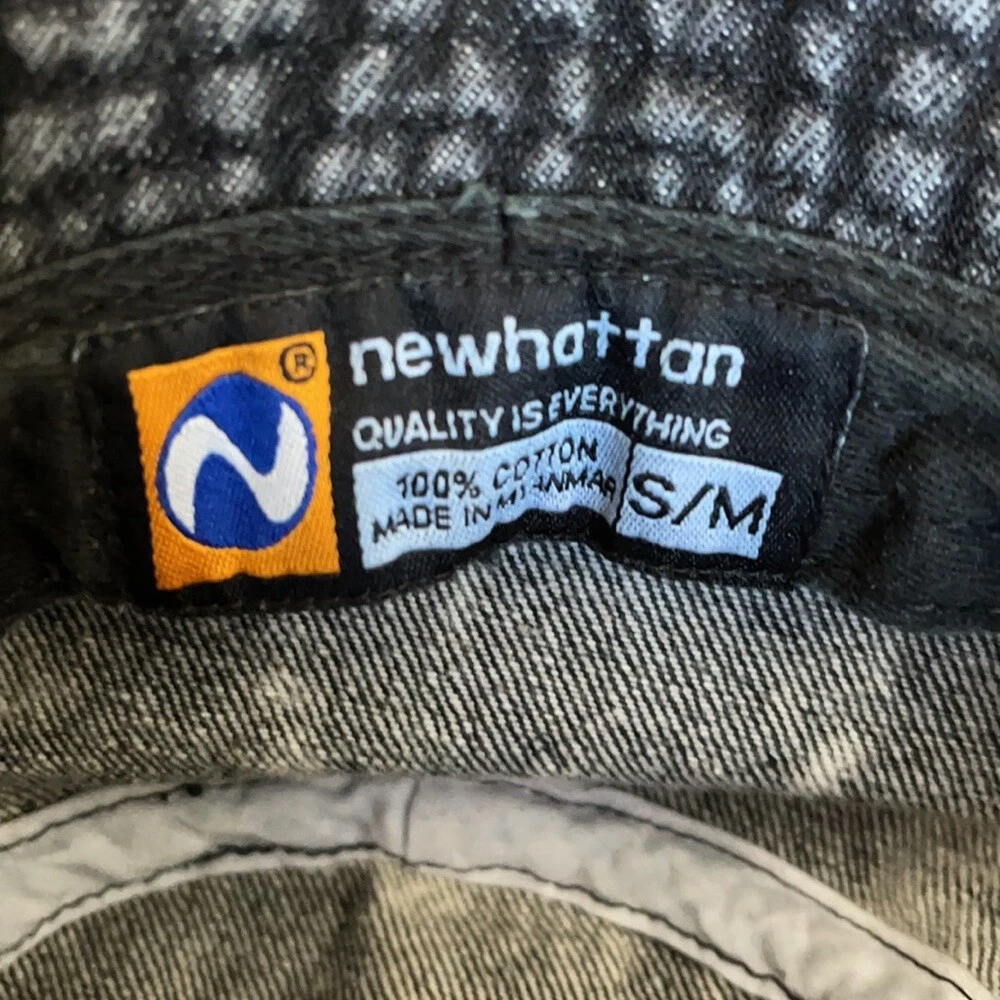 ®
newhattan
QUALITY IS EVERYTHING
100% COTTON
MADE IN MYANMAR
S/M